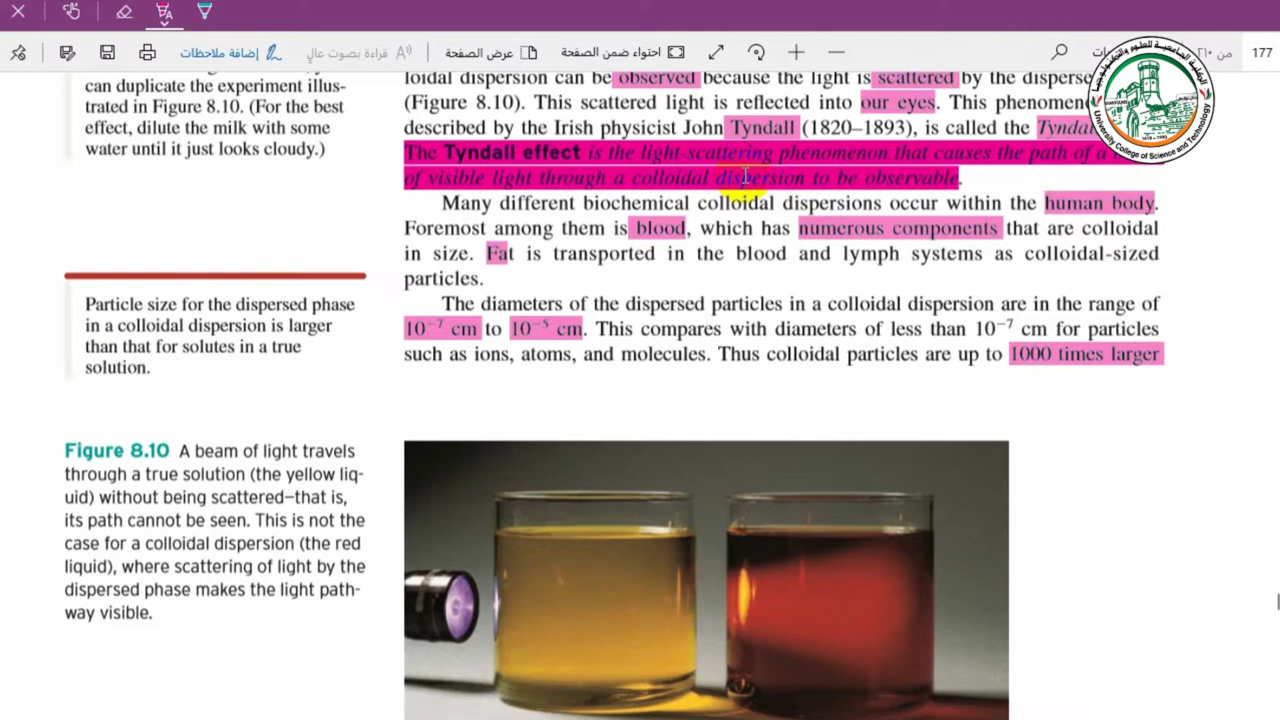 إضافة ملاحظات
قراءة بصوت عالٍ
عرض الصفحة
احتواء ضمن الصفحة
177
can duplicate the experiment illus-
trated in Figure 8.10. (For the best
effect, dilute the milk with some
water until it just looks cloudy.)
Particle size for the dispersed phase
in a colloidal dispersion is larger
than that for solutes in a true
solution.
loidal dispersion can be observed because the light is scattered by the
(Figure 8.10). This scattered light is reflected into our eyes. This
described by the Irish physicist John Tyndall (1820–1893), is called the
The Tyndall effect is the light-scattering phenomenon that causes the path of a
of visible light through a colloidal dispersion to be observable.
Many different biochemical colloidal dispersions occur within the human body.
Foremost among them is blood, which has numerous components that are colloidal
in size. Fat is transported in the blood and lymph systems as colloidal-sized
particles.
The diameters of the dispersed particles in a colloidal dispersion are in the range of
10⁻⁷ cm to 10⁻⁵ cm. This compares with diameters of less than 10⁻⁷ cm for particles
such as ions, atoms, and molecules. Thus colloidal particles are up to 1000 times larger
Figure 8.10 A beam of light travels
through a true solution (the yellow liq-
uid) without being scattered—that is,
its path cannot be seen. This is not the
case for a colloidal dispersion (the red
liquid), where scattering of light by the
dispersed phase makes the light path-
way visible.
University College of Science and Technology